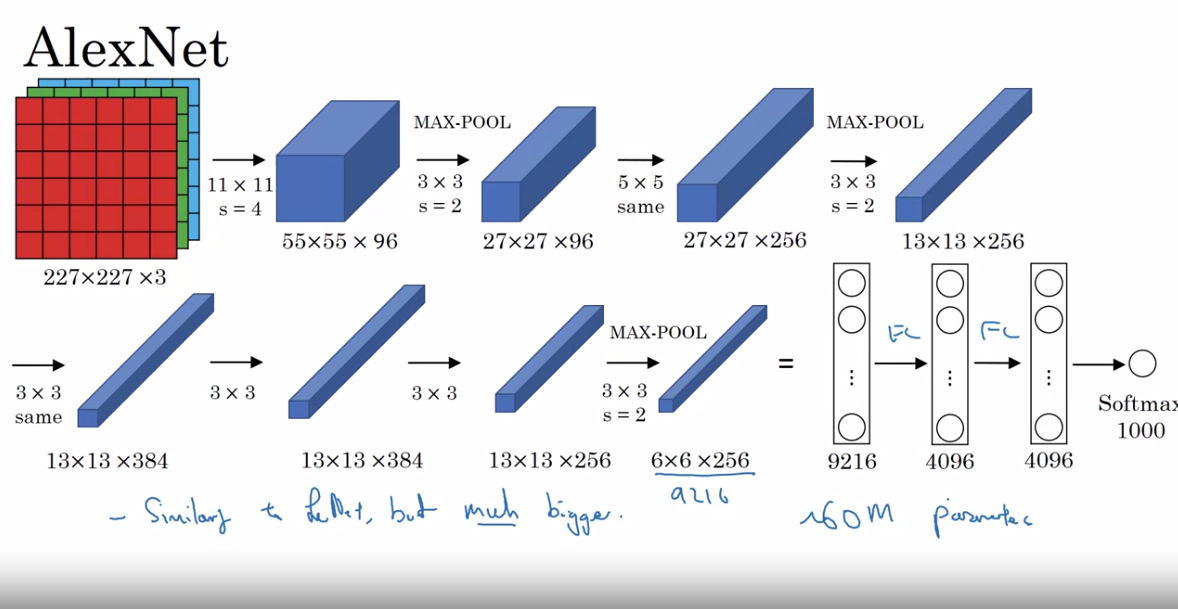 AlexNet
227×227 ×3
11 × 11
s = 4
55×55 × 96
MAX-POOL
3 × 3
s = 2
27×27 ×96
5 × 5
same
27×27 ×256
MAX-POOL
3 × 3
s = 2
13×13 ×256
3 × 3
same
13×13 ×384
3 × 3
13×13 ×384
3 × 3
13×13 ×256
MAX-POOL
3 × 3
s = 2
6×6 ×256
9216
=
9216
FC
4096
FC
4096
Softmax
1000
- Similarity to LeNet, but much bigger.
~60M parameters